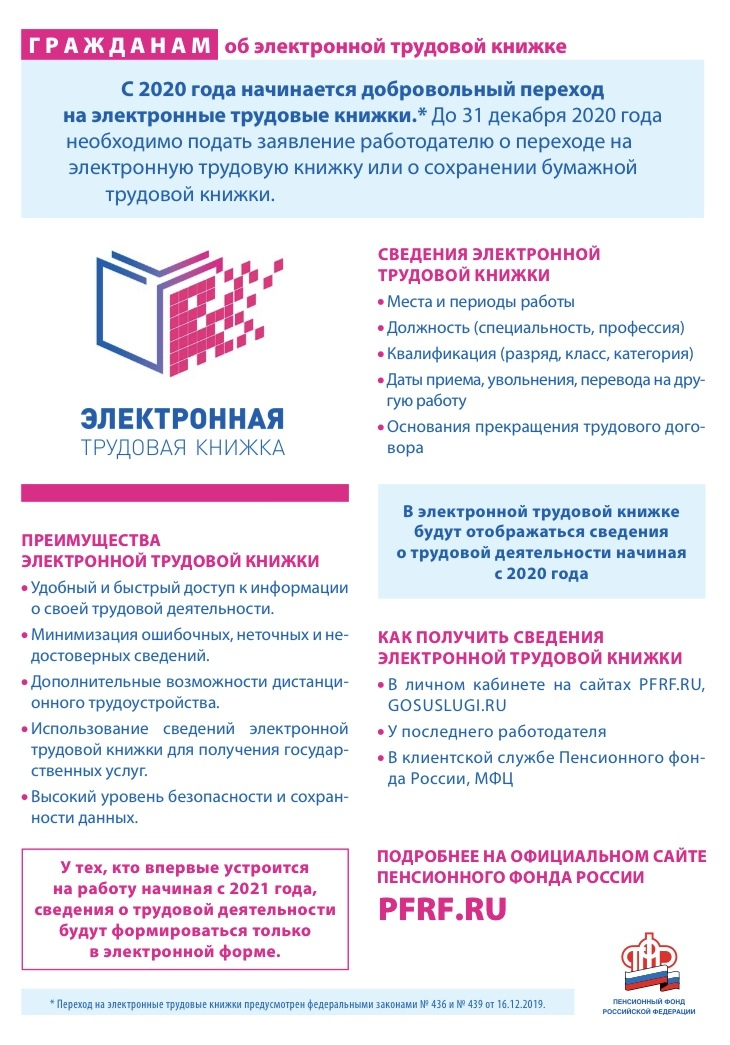 ГРАЖДАНАМ об электронной трудовой книжке
С 2020 года начинается добровольный переход
на электронные трудовые книжки.* До 31 декабря 2020 года
необходимо подать заявление работодателю о переходе на
электронную трудовую книжку или о сохранении бумажной
трудовой книжки.
ЭЛЕКТРОННАЯ
ТРУДОВАЯ КНИЖКА
СВЕДЕНИЯ ЭЛЕКТРОННОЙ
ТРУДОВОЙ КНИЖКИ
• Места и периоды работы
• Должность (специальность, профессия)
• Квалификация (разряд, класс, категория)
• Даты приема, увольнения, перевода на дру-
гую работу
• Основания прекращения трудового дого-
вора
В электронной трудовой книжке
будут отображаться сведения
о трудовой деятельности начиная
с 2020 года
ПРЕИМУЩЕСТВА
ЭЛЕКТРОННОЙ ТРУДОВОЙ КНИЖКИ
• Удобный и быстрый доступ к информации
о своей трудовой деятельности.
• Минимизация ошибочных, неточных и не-
достоверных сведений.
• Дополнительные возможности дистанци-
онного трудоустройства.
• Использование сведений электронной
трудовой книжки для получения государ-
ственных услуг.
• Высокий уровень безопасности и сохран-
ности данных.
КАК ПОЛУЧИТЬ СВЕДЕНИЯ
ЭЛЕКТРОННОЙ ТРУДОВОЙ КНИЖКИ
• В личном кабинете на сайтах PFRF.RU,
GOSUSLUGI.RU
• У последнего работодателя
• В клиентской службе Пенсионного фон-
да России, МФЦ
У тех, кто впервые устроится
на работу начиная с 2021 года,
сведения о трудовой деятельности
будут формироваться только
в электронной форме.
ПОДРОБНЕЕ НА ОФИЦИАЛЬНОМ САЙТЕ
ПЕНСИОННОГО ФОНДА РОССИИ
PFRF.RU
* Переход на электронные трудовые книжки предусмотрен федеральными законами № 436 и № 439 от 16.12.2019.
ПФР
ПЕНСИОННЫЙ ФОНД
РОССИЙСКОЙ ФЕДЕРАЦИИ